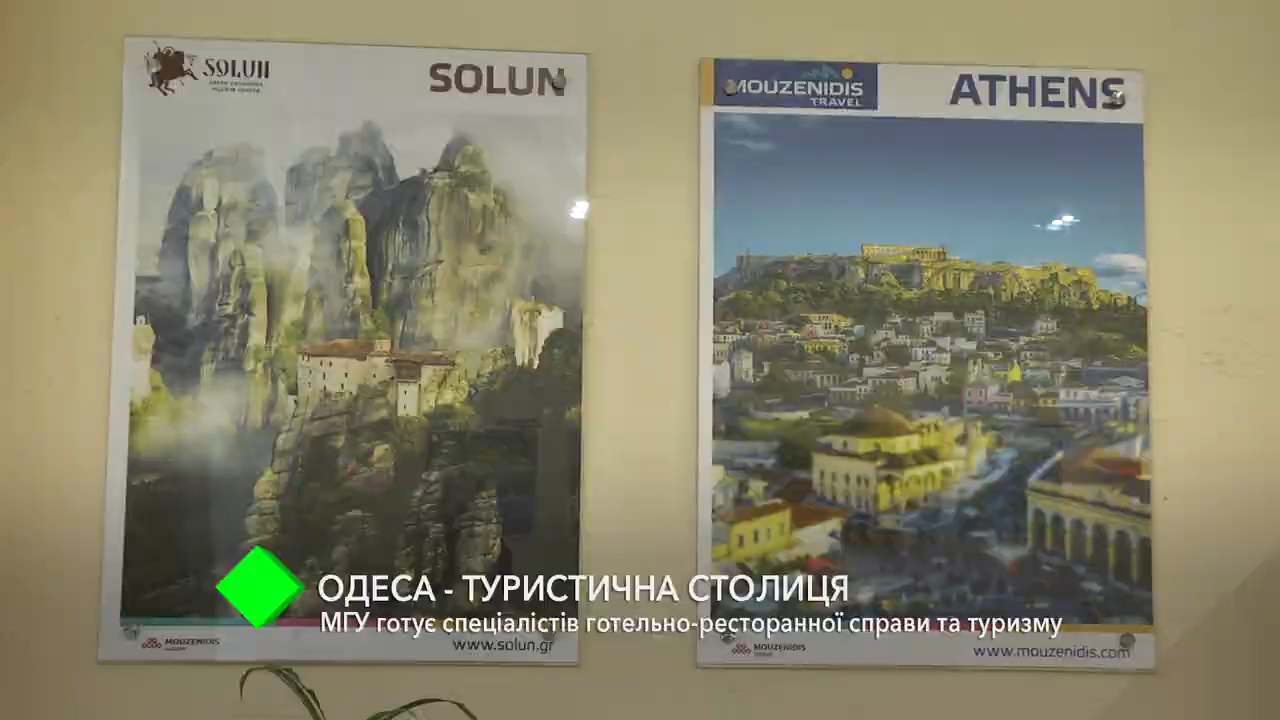 SOLUN
SOLUN
MOUZENIDIS
TRAVEL
ATHENS
ОДЕСА - ТУРИСТИЧНА СТОЛИЦЯ
МГУ готує спеціалістів готельно-ресторанної справи та туризму
MOUZENIDIS
www.solun.gr
MOUZENIDIS
www.mouzenidis.com